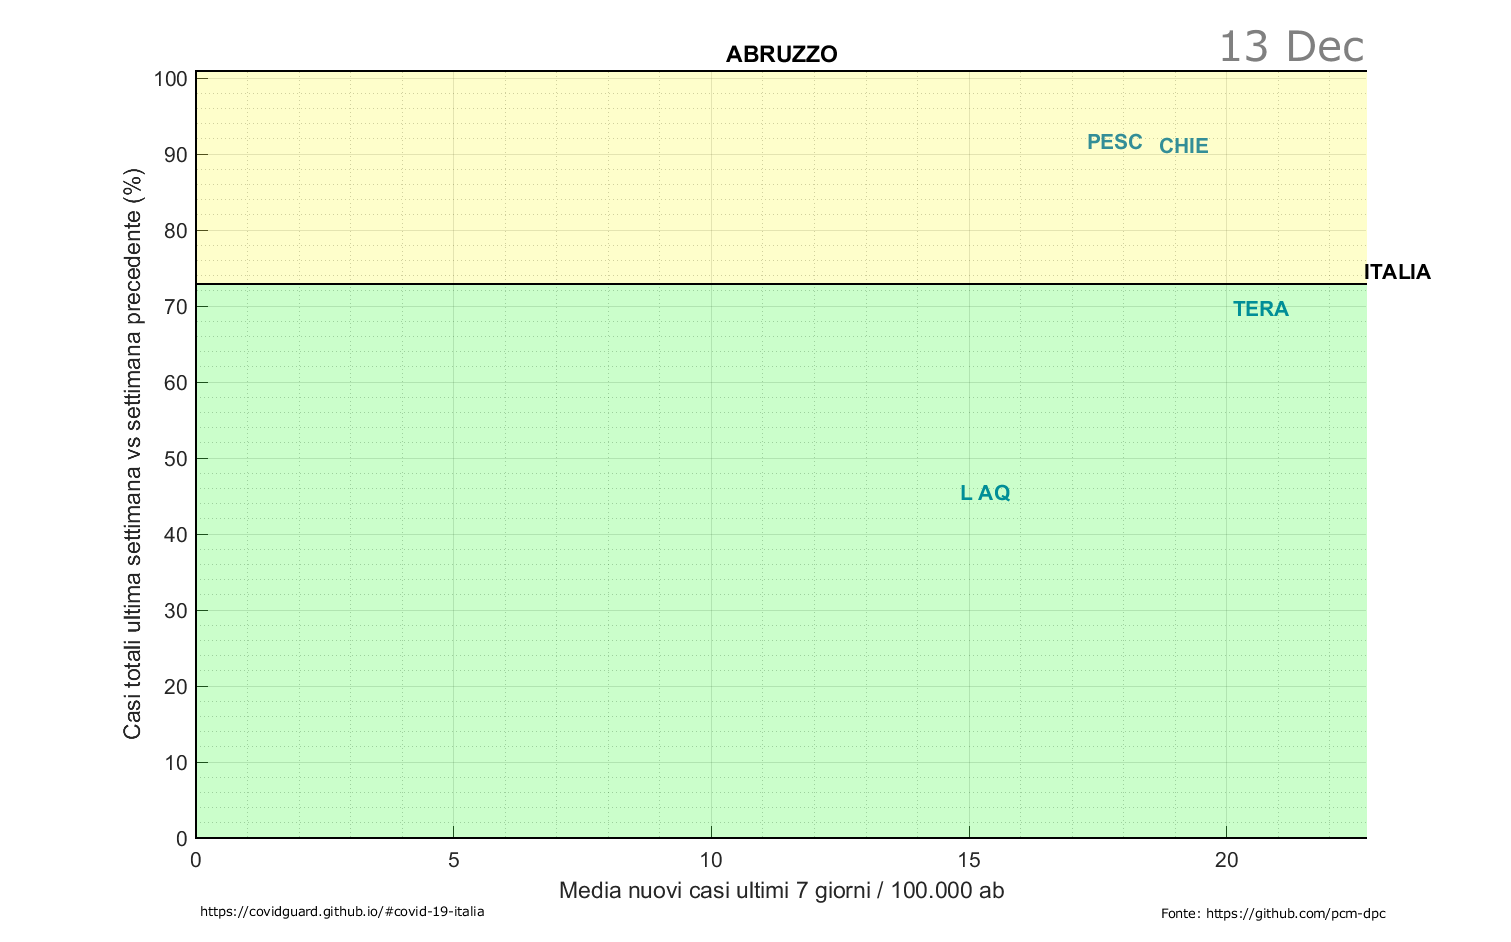 13 Dec
ABRUZZO
100
90
80
70
60
50
40
30
20
10
0
Casi totali ultima settimana vs settimana precedente (%)
PESC
CHIE
ITALIA
TERA
L AQ
0
5
10
15
20
Media nuovi casi ultimi 7 giorni / 100.000 ab
https://covidguard.github.io/#covid-19-italia
Fonte: https://github.com/pcm-dpc